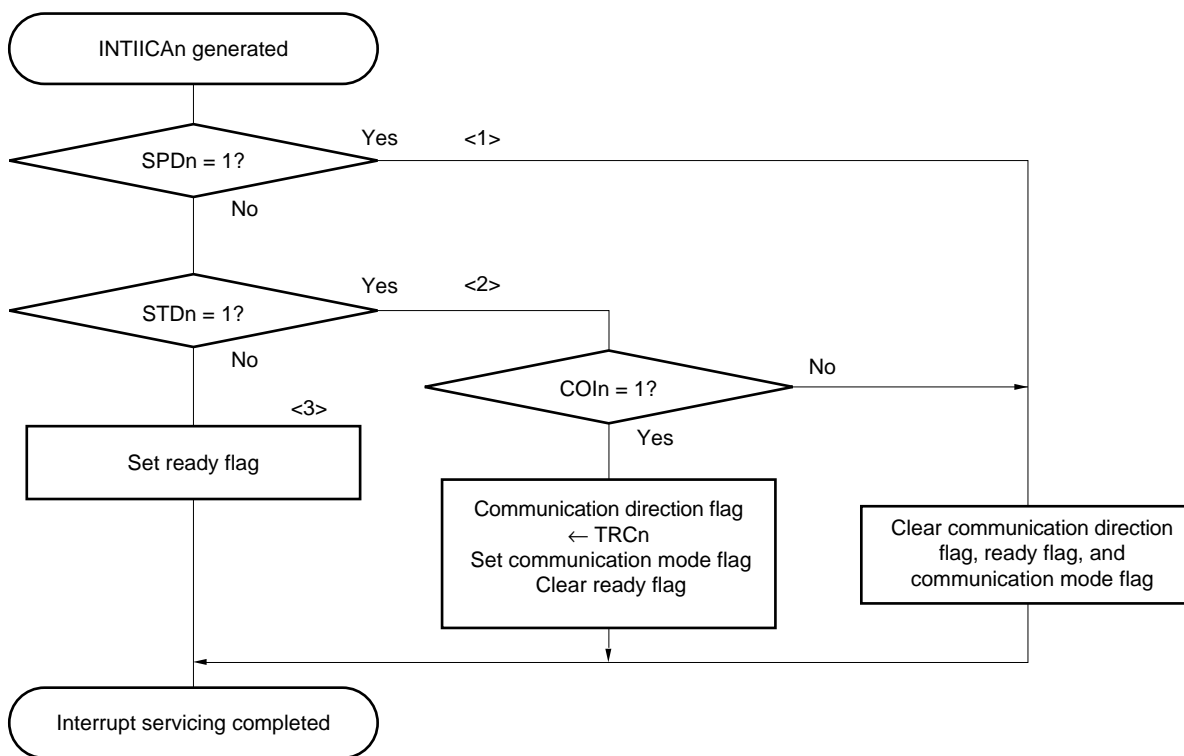 INTIICAn generated
Yes
<1>
SPDn = 1?
No
Yes
<2>
STDn = 1?
No
COIn = 1?
No
Yes
<3>
Set ready flag
Communication direction flag
← TRCn
Set communication mode flag
Clear ready flag
Clear communication direction
flag, ready flag, and
communication mode flag
Interrupt servicing completed